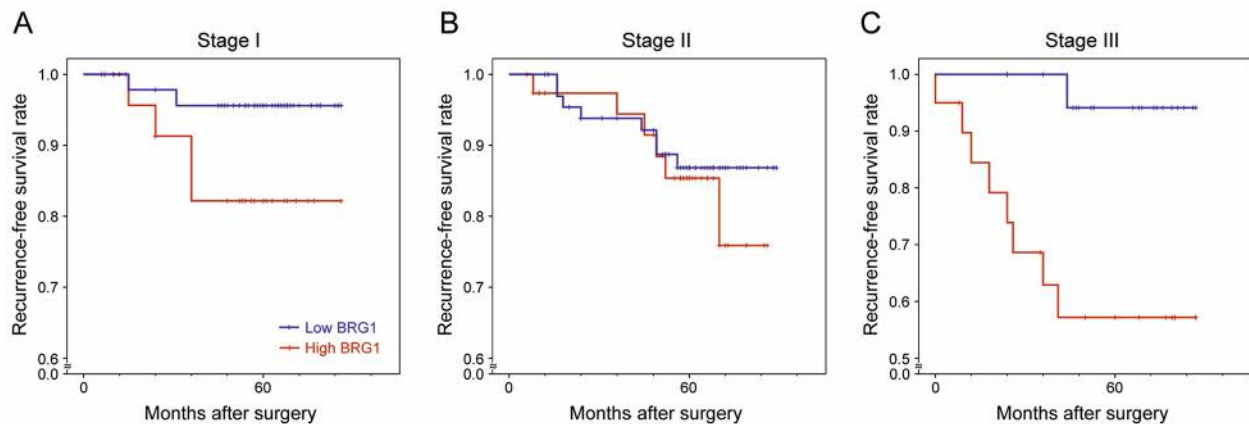 A
Stage I
Recurrence-free survival rate
1.0
0.9
0.8
0.7
0.6
0.0
Low BRG1
High BRG1
0
60
Months after surgery
B
Stage II
Recurrence-free survival rate
1.0
0.9
0.8
0.7
0.6
0.0
0
60
Months after surgery
C
Stage III
Recurrence-free survival rate
1.0
0.9
0.8
0.7
0.6
0.5
0.0
0
60
Months after surgery